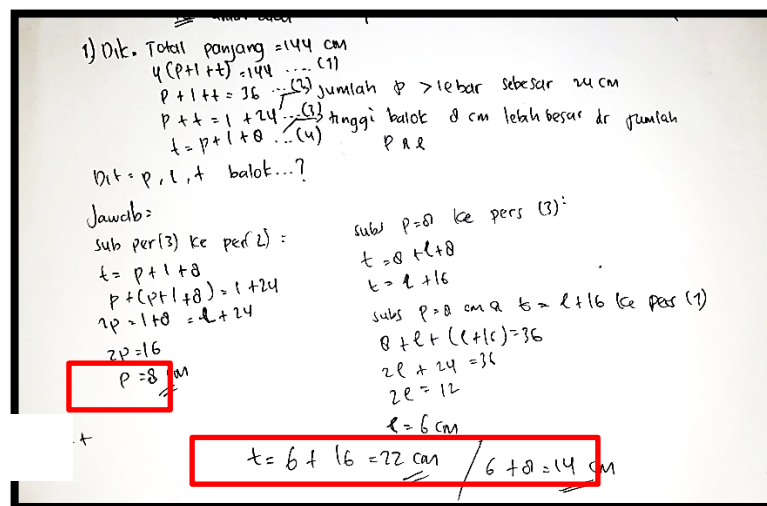 1) Dik. Total panjang = 144 cm
4(p+l+t) = 144 .... (1)
p + l + t = 36 ...(2) jumlah p > lebar sebesar 24 cm
p + t = l + 24 ...(3) tinggi balok 8 cm lebih besar dr jumlah
t = p + l + 8 ...(4) p & l
Dit = p, l, t balok...?
Jawab =
sub per(3) ke per(2) =
t = p + l + 8
p + (p+l+8) = l + 24
2p = l + 8 = l + 24
2p = 16
p = 8 cm
subs p=8 ke pers (3):
t = 8 + l + 8
t = l + 16
subs p=8 cm & t = l + 16 ke pers (1)
8 + l + (l+16) = 36
2l + 24 = 36
2l = 12
l = 6 cm
t
t = 6 + 16 = 22 cm / 6 + 8 = 14 cm